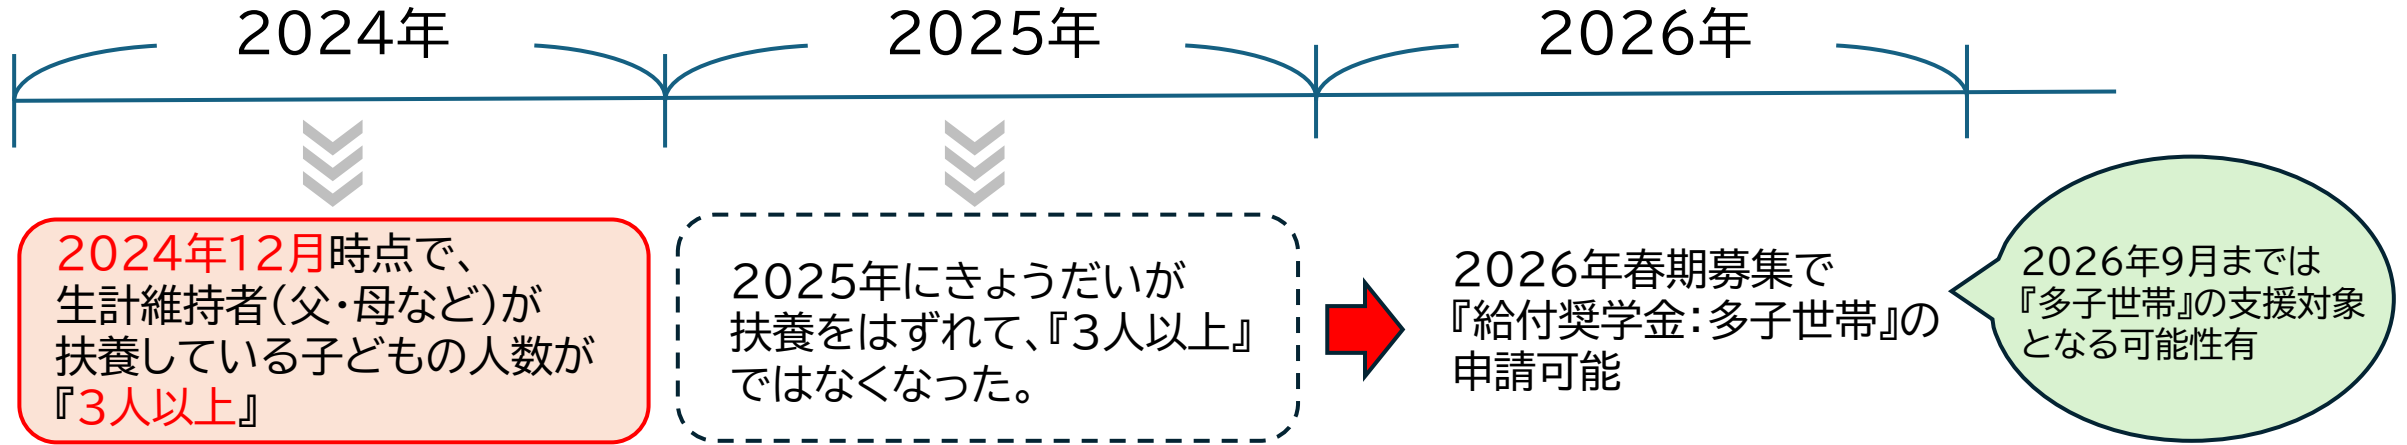 2024年
2025年
2026年
2024年12月時点で、
生計維持者(父・母など)が
扶養している子どもの人数が
『3人以上』
2025年にきょうだいが
扶養をはずれて、『3人以上』
ではなくなった。
2026年春期募集で
『給付奨学金:多子世帯』の
申請可能
2026年9月までは
『多子世帯』の支援対象
となる可能性有